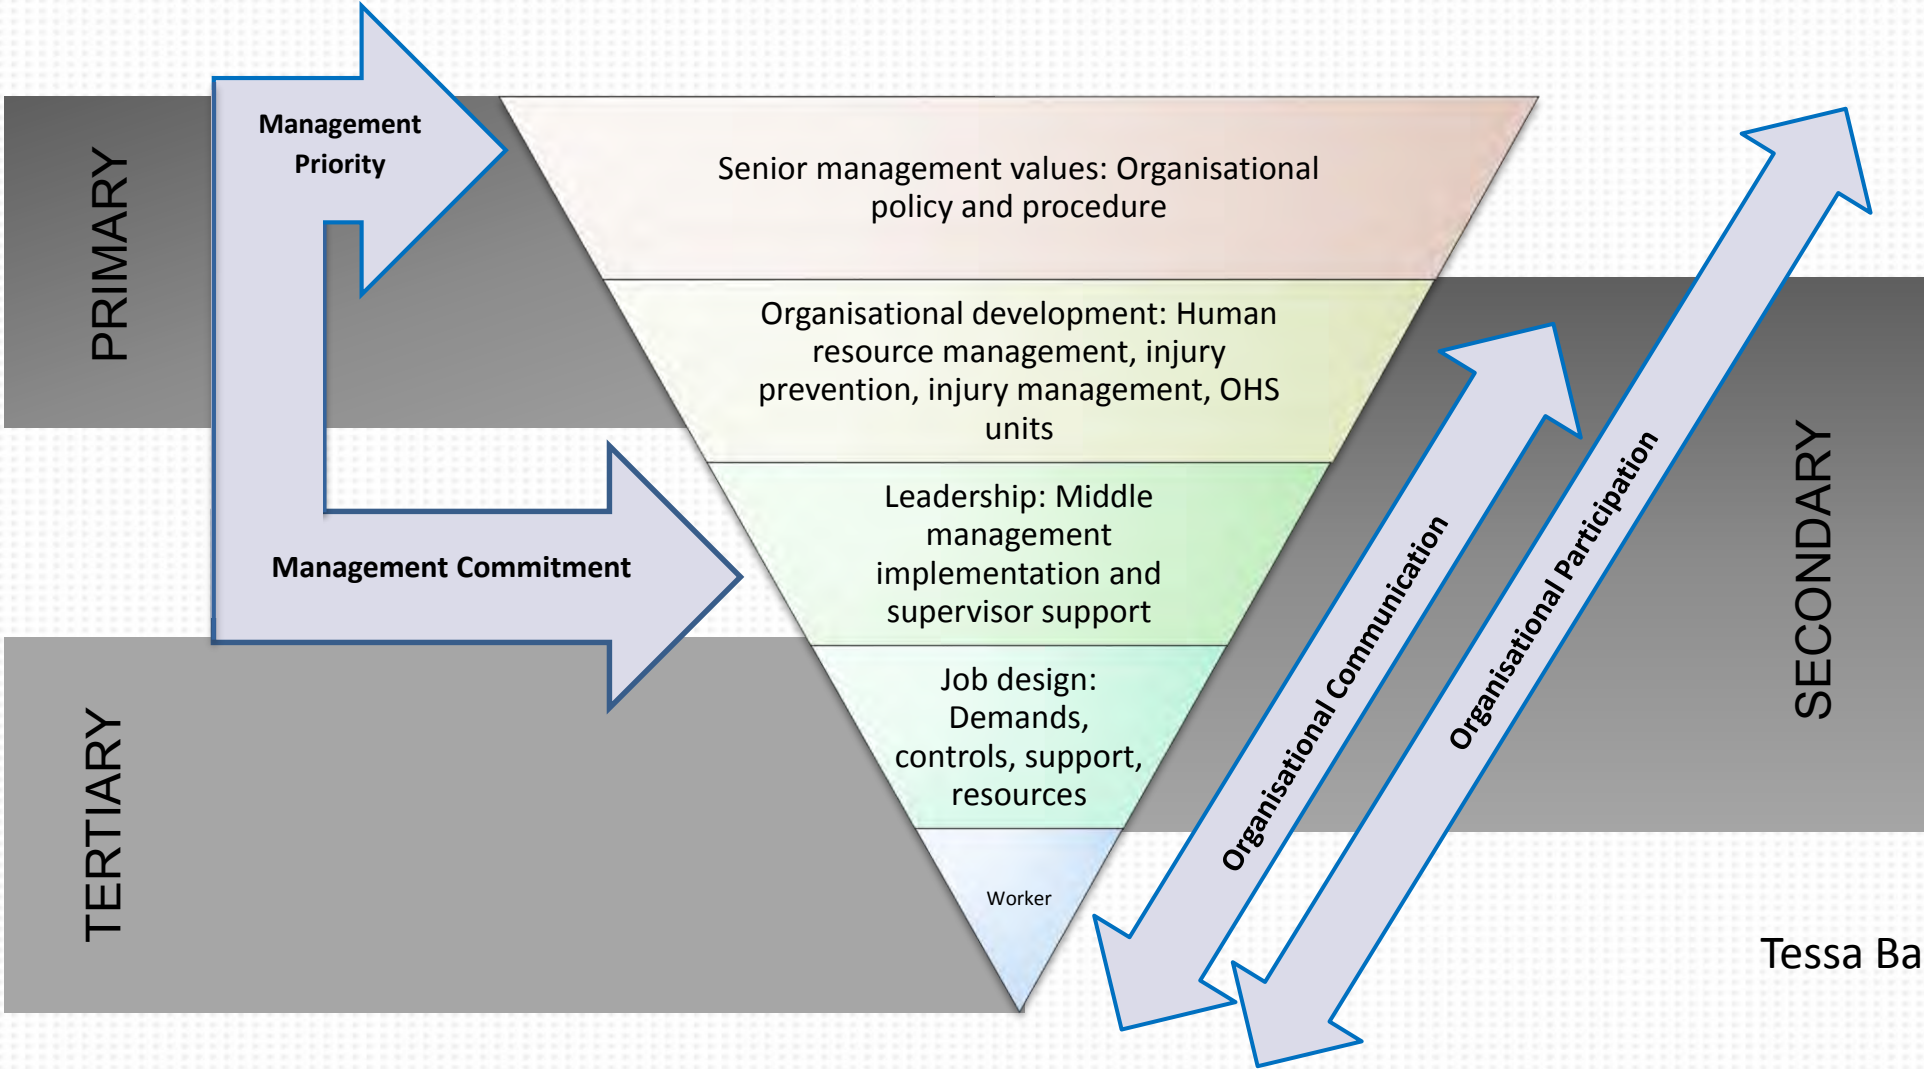 Management
Priority
PRIMARY
Senior management values: Organisational
policy and procedure
Organisational development: Human
resource management, injury
prevention, injury management, OHS
units
Leadership: Middle
management
implementation and
supervisor support
Management Commitment
Job design:
Demands,
controls, support,
resources
Worker
TERTIARY
Organisational Communication
Organisational Participation
SECONDARY
Tessa Ba